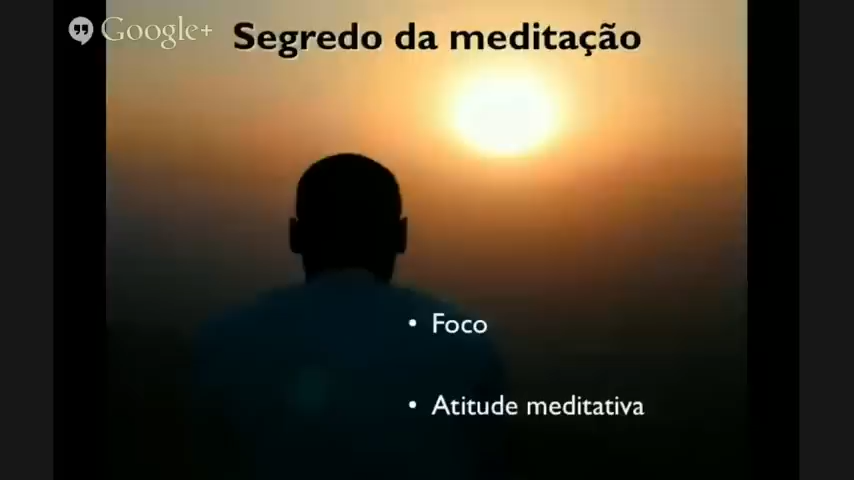 Google+
Segredo da meditação
• Foco
• Atitude meditativa